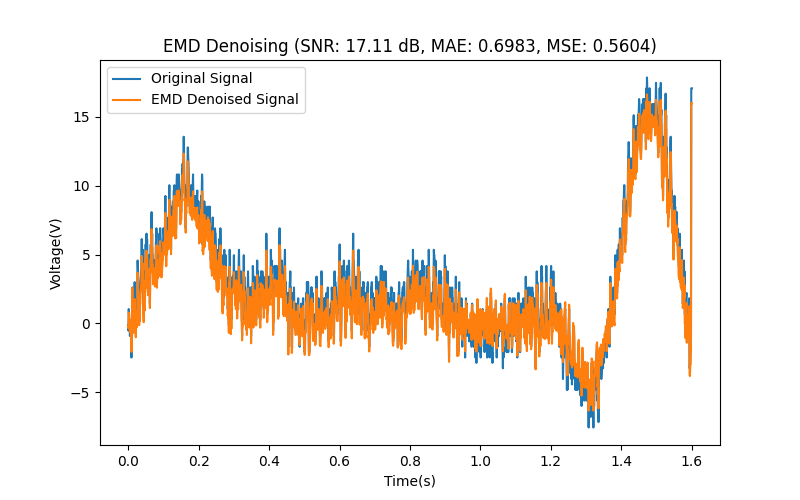 EMD Denoising (SNR: 17.11 dB, MAE: 0.6983, MSE: 0.5604)
Original Signal
EMD Denoised Signal
Voltage(V)
15
10
5
0
−5
0.0 0.2 0.4 0.6 0.8 1.0 1.2 1.4 1.6
Time(s)